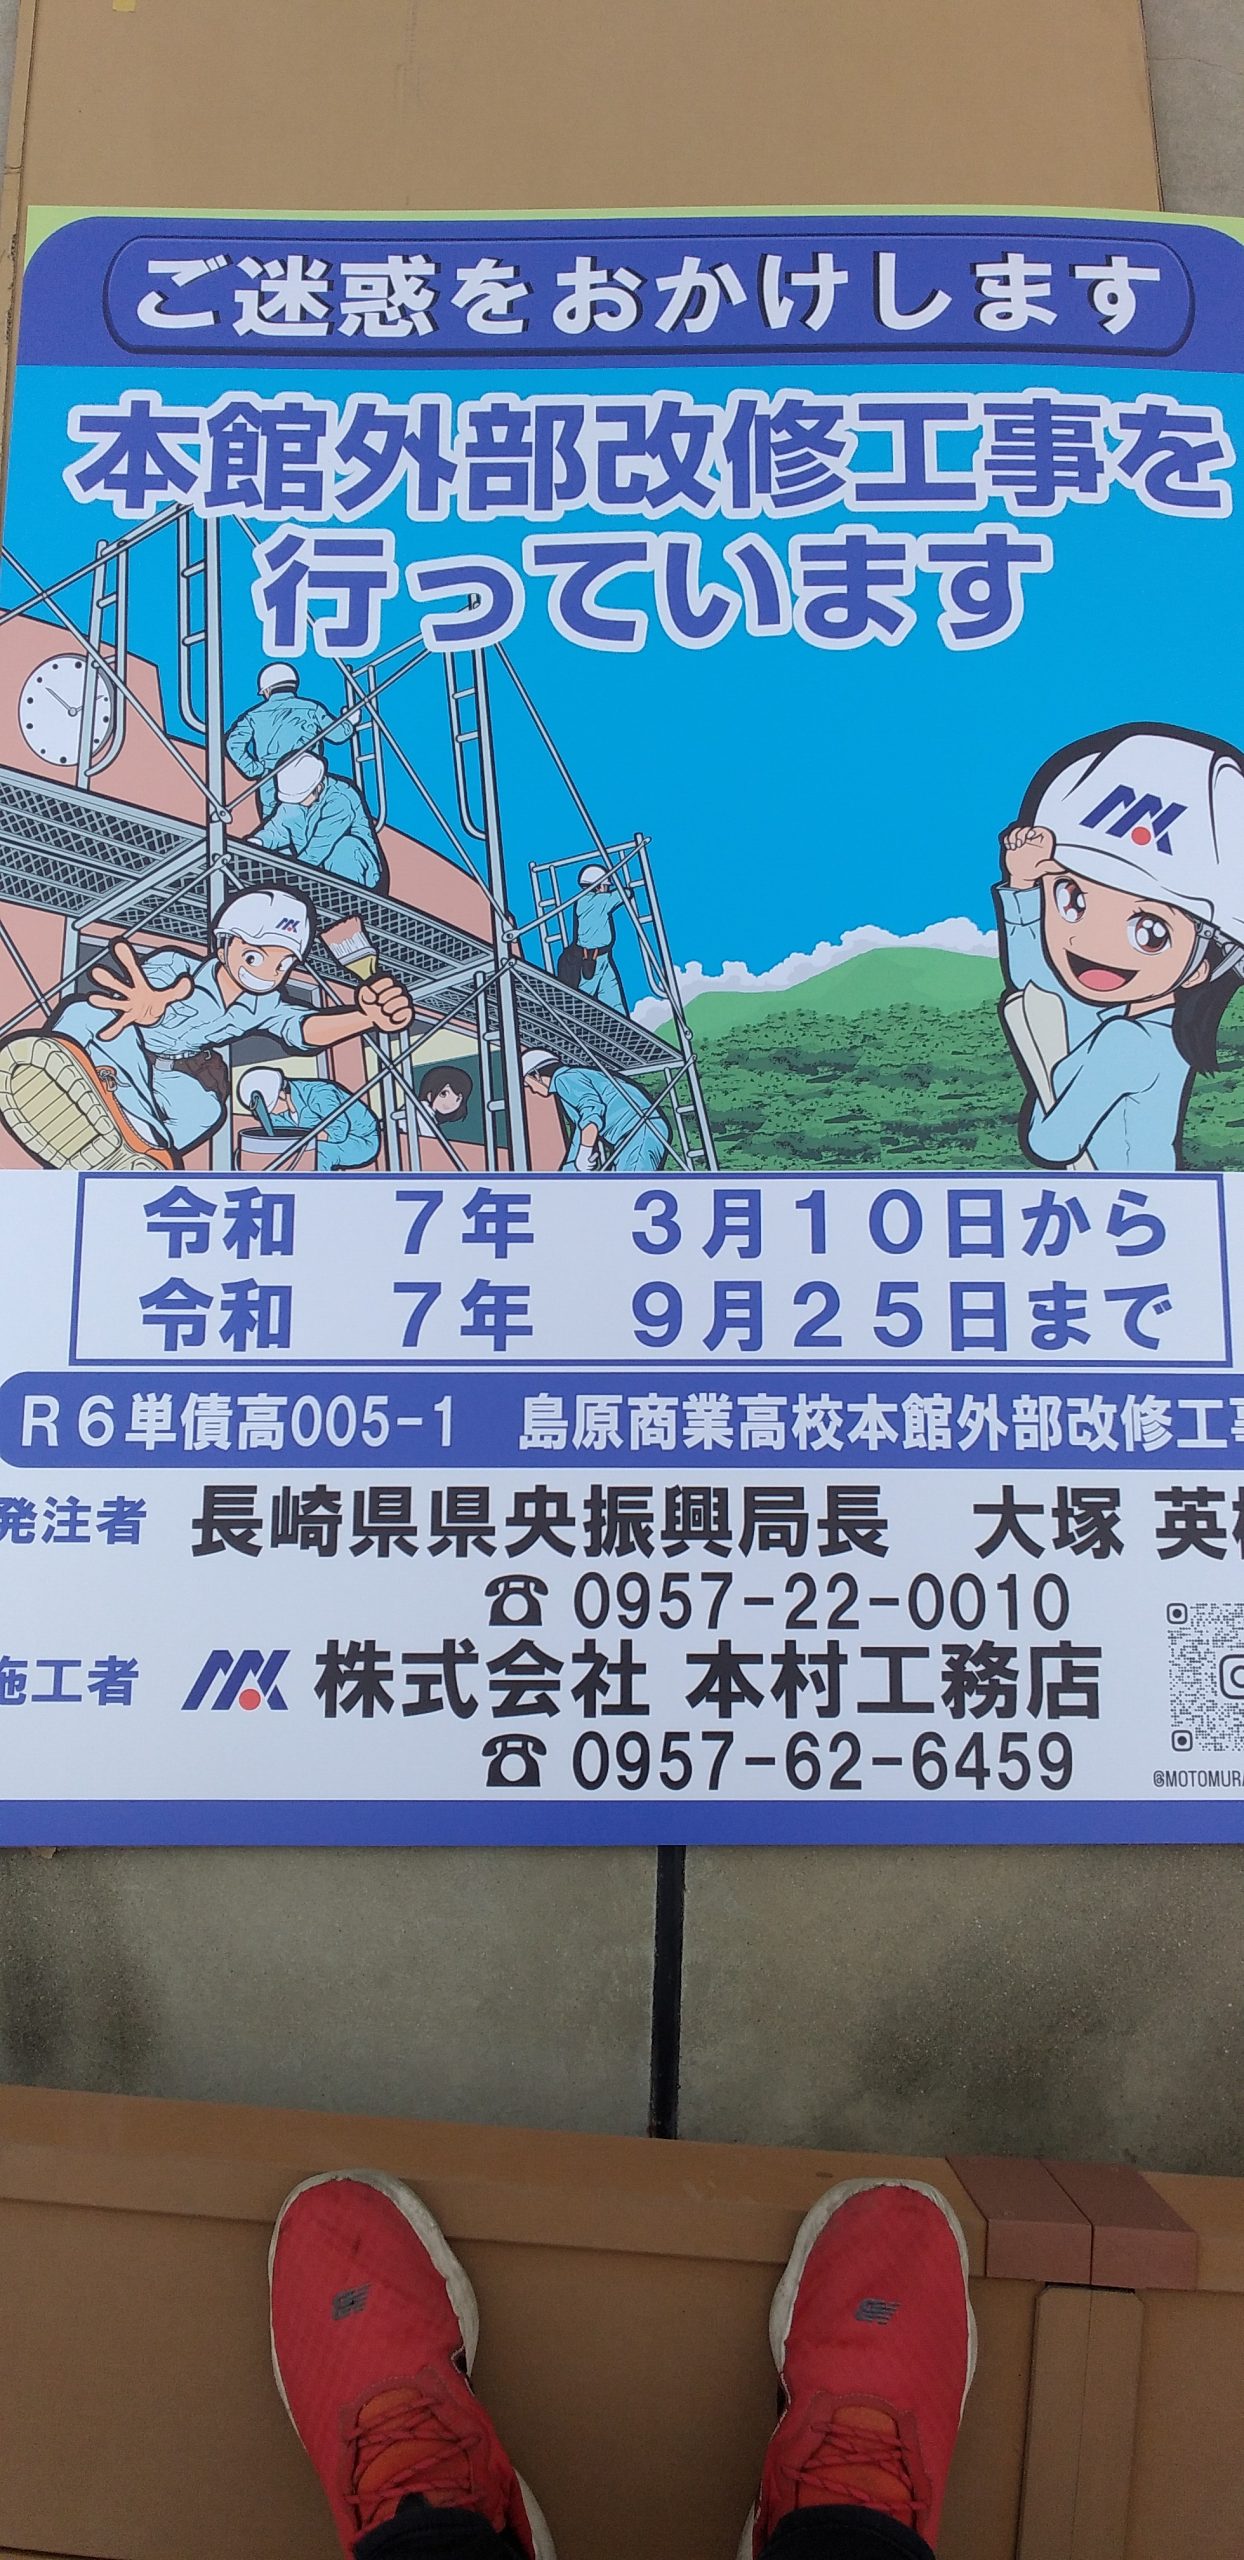 ご迷惑をおかけします
本館外部改修工事を
行っています
令和 7年 3月10日から
令和 7年 9月25日まで
R6単債高005-1 島原商業高校本館外部改修工事
発注者 長崎県県央振興局長 大塚 英
☎0957-22-0010
施工者 株式会社 本村工務店
☎0957-62-6459
@MOTOMURA